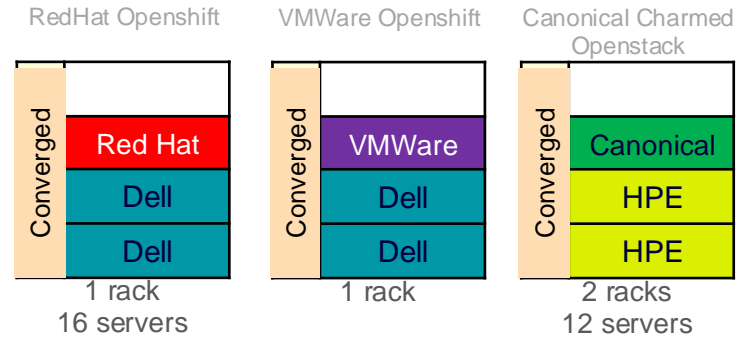 RedHat Openshift
Converged
Red Hat
Dell
Dell
1 rack
16 servers
VMWare Openshift
Converged
VMWare
Dell
Dell
1 rack
Canonical Charmed
Openstack
Converged
Canonical
HPE
HPE
2 racks
12 servers